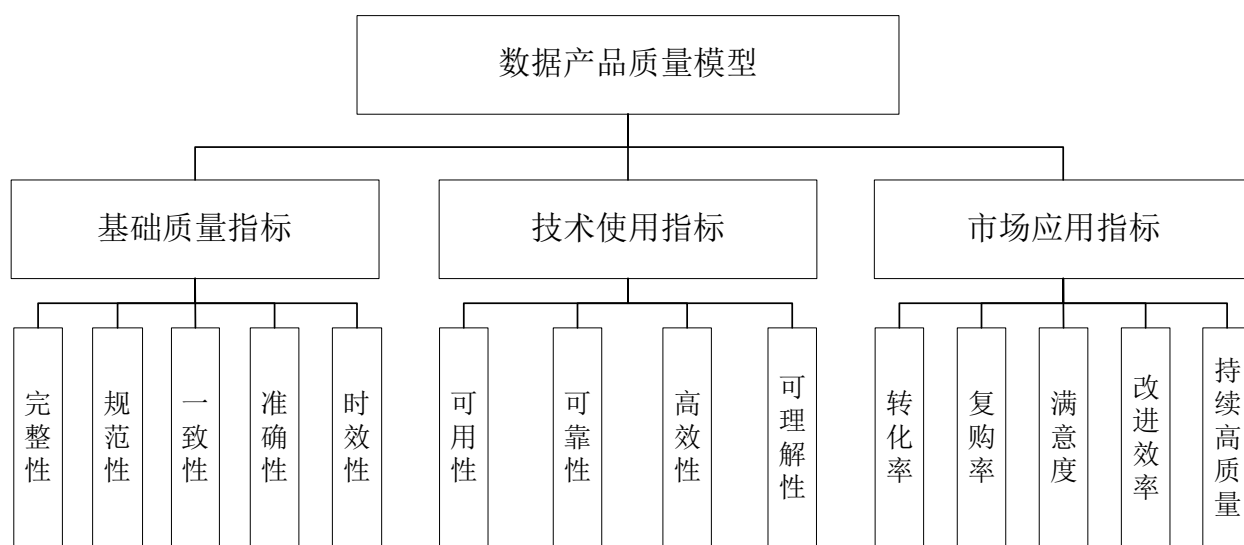 数据产品质量模型
基础质量指标
技术使用指标
市场应用指标
完整性
规范性
一致性
准确性
时效性
可用性
可靠性
高效性
可理解性
转化率
复购率
满意度
改进效率
持续高质量